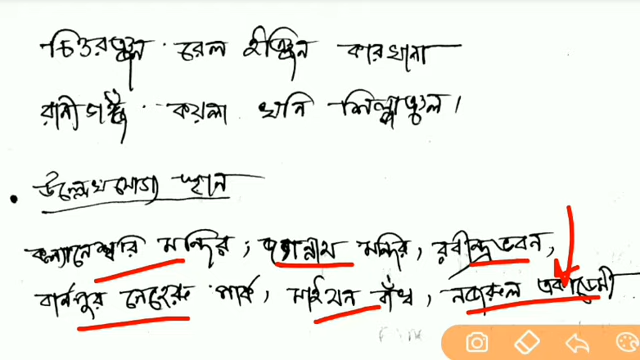 চিত্তরঞ্জন রেল ইঞ্জিন কারখানা
রানীগঞ্জ কয়লা খনি শিল্পাঞ্চল।
• উল্লেখযোগ্য স্থান
কল্যানেশ্বরি মন্দির, জগন্নাথ মন্দির, রবীন্দ্রভবন,
বার্নপুর নেহেরু পার্ক, মাইথন বাঁধ, নজরুল একাডেমী